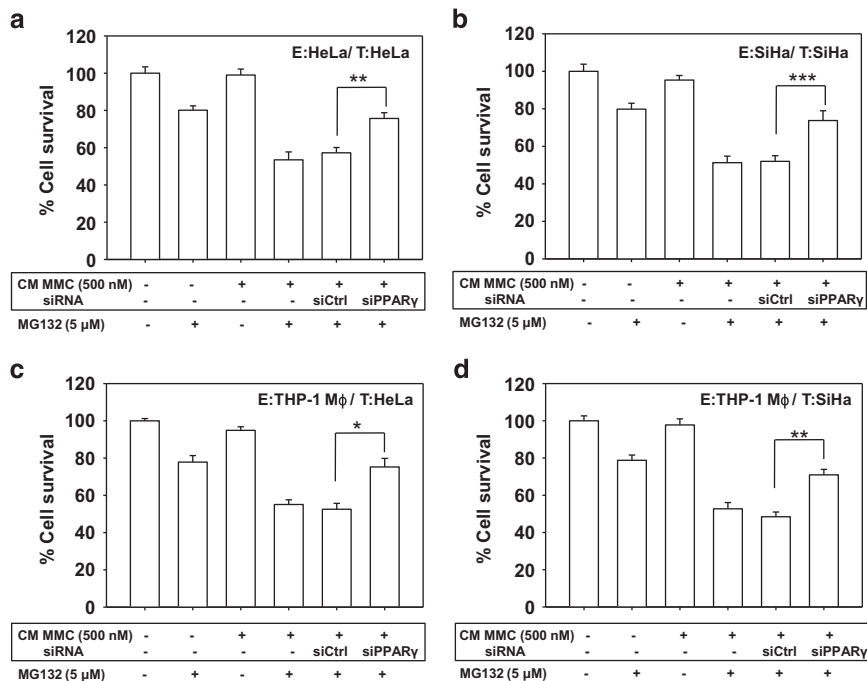 a
E:HeLa/ T:HeLa
**
% Cell survival
120
100
80
60
40
20
0
CM MMC (500 nM) - - + + + +
siRNA - - - - siCtrl siPPARγ
MG132 (5 μM) - + - + + +
b
E:SiHa/ T:SiHa
***
% Cell survival
120
100
80
60
40
20
0
CM MMC (500 nM) - - + + + +
siRNA - - - - siCtrl siPPARγ
MG132 (5 μM) - + - + + +
c
E:THP-1 Mϕ/ T:HeLa
*
% Cell survival
120
100
80
60
40
20
0
CM MMC (500 nM) - - + + + +
siRNA - - - - siCtrl siPPARγ
MG132 (5 μM) - + - + + +
d
E:THP-1 Mϕ/ T:SiHa
**
% Cell survival
120
100
80
60
40
20
0
CM MMC (500 nM) - - + + + +
siRNA - - - - siCtrl siPPARγ
MG132 (5 μM) - + - + + +